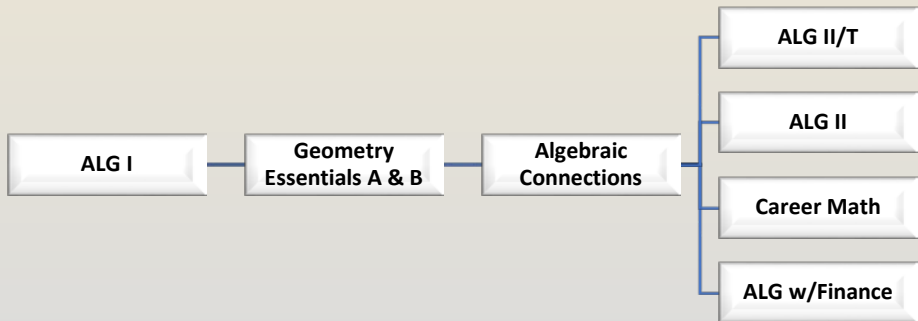 ALG I
Geometry
Essentials A & B
Algebraic
Connections
ALG II/T
ALG II
Career Math
ALG w/Finance